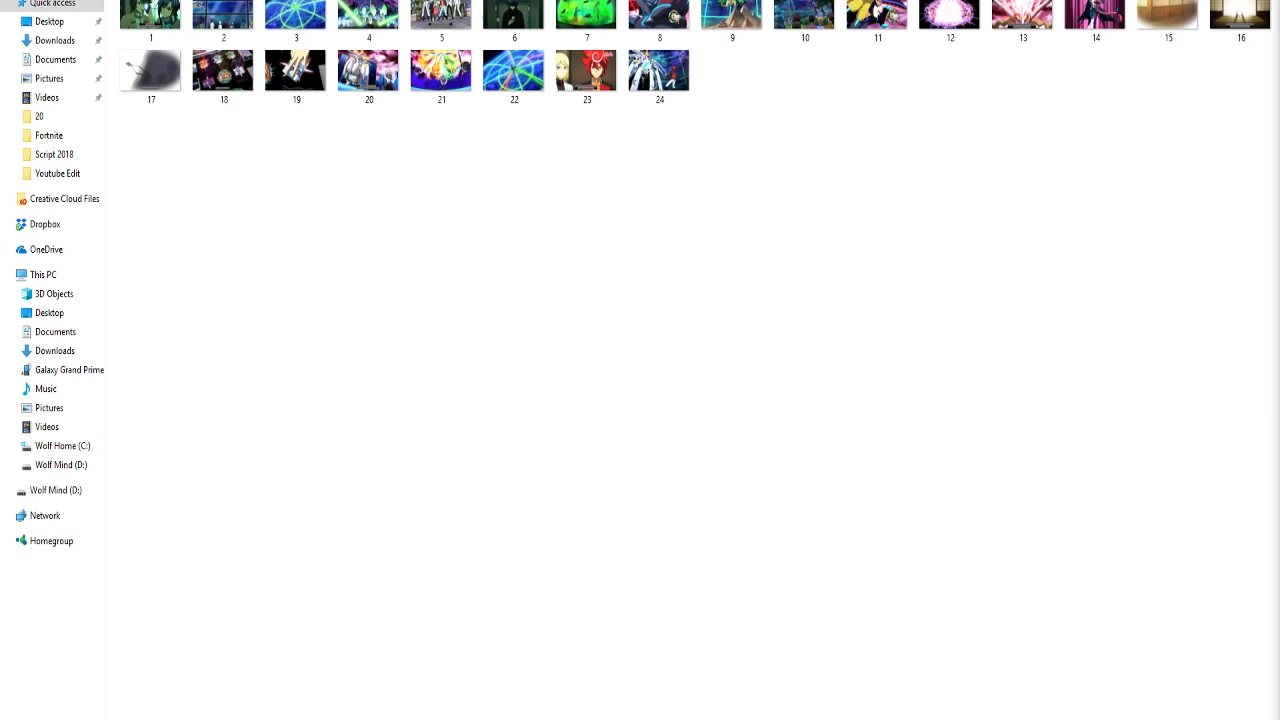 Quick access
Desktop
Downloads
Documents
Pictures
Videos
20
Fortnite
Script 2018
Youtube Edit
Creative Cloud Files
Dropbox
OneDrive
This PC
3D Objects
Desktop
Documents
Downloads
Galaxy Grand Prime
Music
Pictures
Videos
Wolf Home (C:)
Wolf Mind (D:)
Wolf Mind (D:)
Network
Homegroup
1 2 3 4 5 6 7 8 9 10 11 12 13 14 15 16
17 18 19 20 21 22 23 24